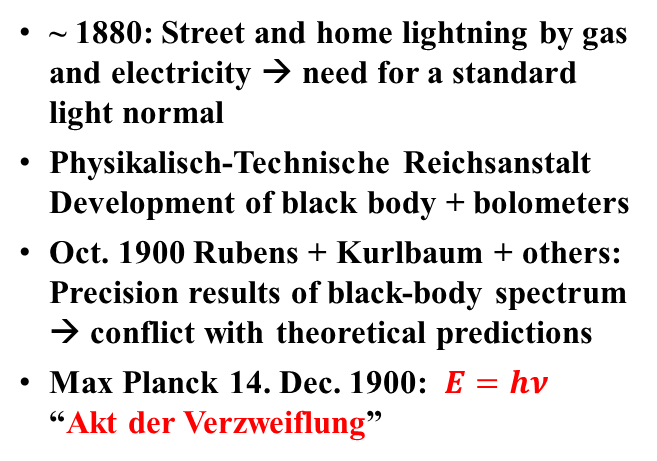 • ~ 1880: Street and home lightning by gas
and electricity → need for a standard
light normal
• Physikalisch-Technische Reichsanstalt
Development of black body + bolometers
• Oct. 1900 Rubens + Kurlbaum + others:
Precision results of black-body spectrum
→ conflict with theoretical predictions
• Max Planck 14. Dec. 1900: E = hν
“Akt der Verzweiflung”